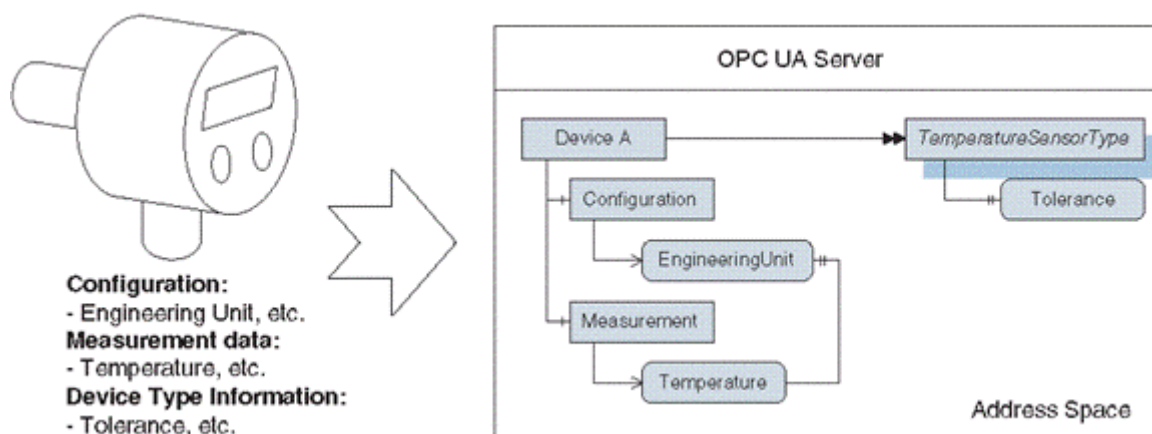 Configuration:
- Engineering Unit, etc.
Measurement data:
- Temperature, etc.
Device Type Information:
- Tolerance, etc.
OPC UA Server
Device A
TemperatureSensorType
Configuration
Tolerance
EngineeringUnit
Measurement
Temperature
Address Space